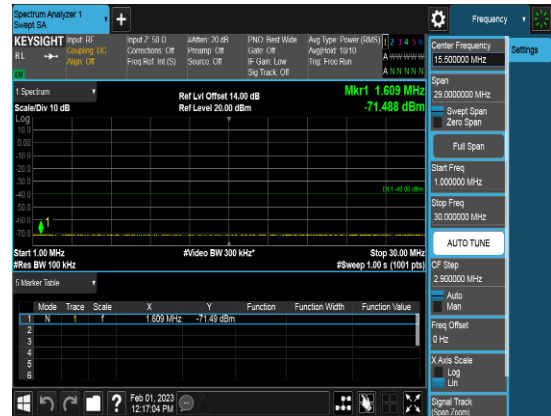 Spectrum Analyzer 1
Swept SA
+
Frequency
KEYSIGHT
Input: RF
Coupling: DC
Align: Off
Input Z: 50 Ω
Corrections: Off
Freq Ref: Int (S)
#Atten: 20 dB
Preamp: Off
Source: Off
PNO: Best Wide
Gate: Off
IF Gain: Low
Sig Track: Off
Avg Type: Power (RMS)
Avg|Hold: 10/10
Trig: Free Run
1 2 3 4 5 6
A W W W W W
A N N N N N
RL
1 Spectrum
Scale/Div 10 dB
Ref Lvl Offset 14.00 dB
Ref Level 20.00 dBm
Mkr1 1.609 MHz
-71.488 dBm
Log
10.0
0.00
-10.0
-20.0
-30.0
-40.0
-50.0
-60.0
-70.0
1
DL1 -40.00 dBm
Start 1.00 MHz
#Res BW 100 kHz
#Video BW 300 kHz*
Stop 30.00 MHz
#Sweep 1.00 s (1001 pts)
5 Marker Table
Mode Trace Scale X Y Function Function Width Function Value
1 N 1 f 1.609 MHz -71.49 dBm
2
3
4
5
6
Feb 01, 2023
12:17:04 PM
Center Frequency
15.500000 MHz
Settings
Span
29.0000000 MHz
Swept Span
Zero Span
Full Span
Start Freq
1.000000 MHz
Stop Freq
30.000000 MHz
AUTO TUNE
CF Step
2.900000 MHz
Auto
Man
Freq Offset
0 Hz
X Axis Scale
Log
Lin
Signal Track
(Span Zoom)